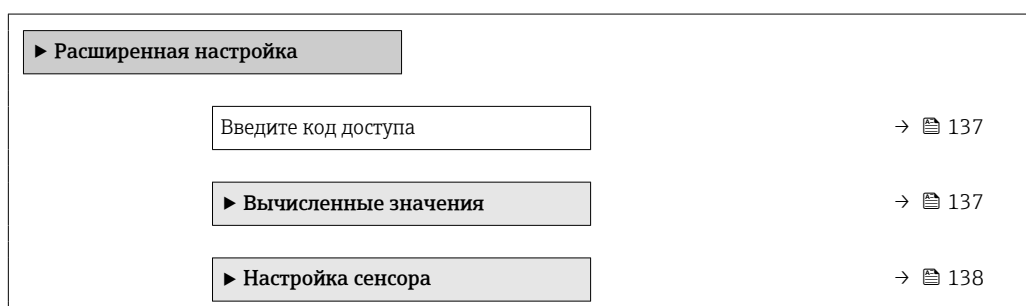 ▶ Расширенная настройка
Введите код доступа → 137
▶ Вычисленные значения → 137
▶ Настройка сенсора → 138